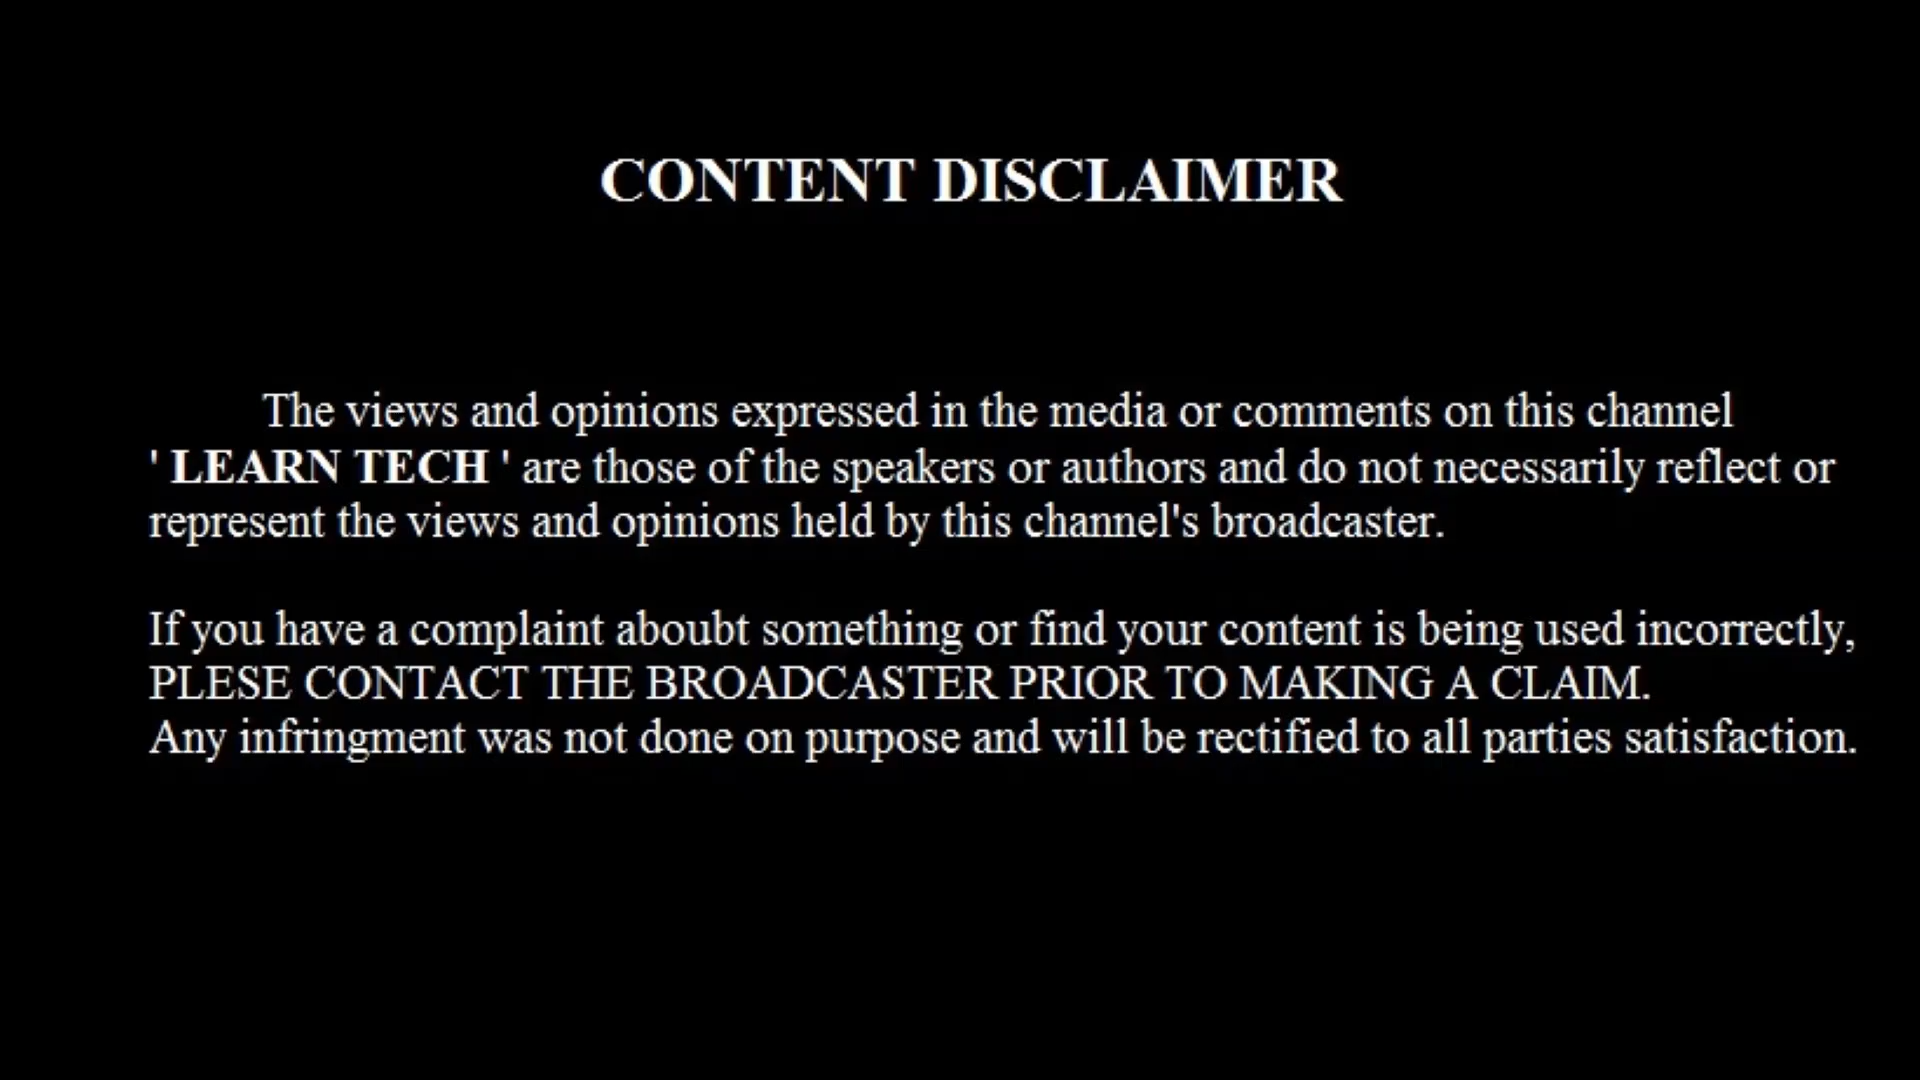 CONTENT DISCLAIMER
The views and opinions expressed in the media or comments on this channel
' LEARN TECH ' are those of the speakers or authors and do not necessarily reflect or
represent the views and opinions held by this channel's broadcaster.
If you have a complaint aboubt something or find your content is being used incorrectly,
PLESE CONTACT THE BROADCASTER PRIOR TO MAKING A CLAIM.
Any infringment was not done on purpose and will be rectified to all parties satisfaction.